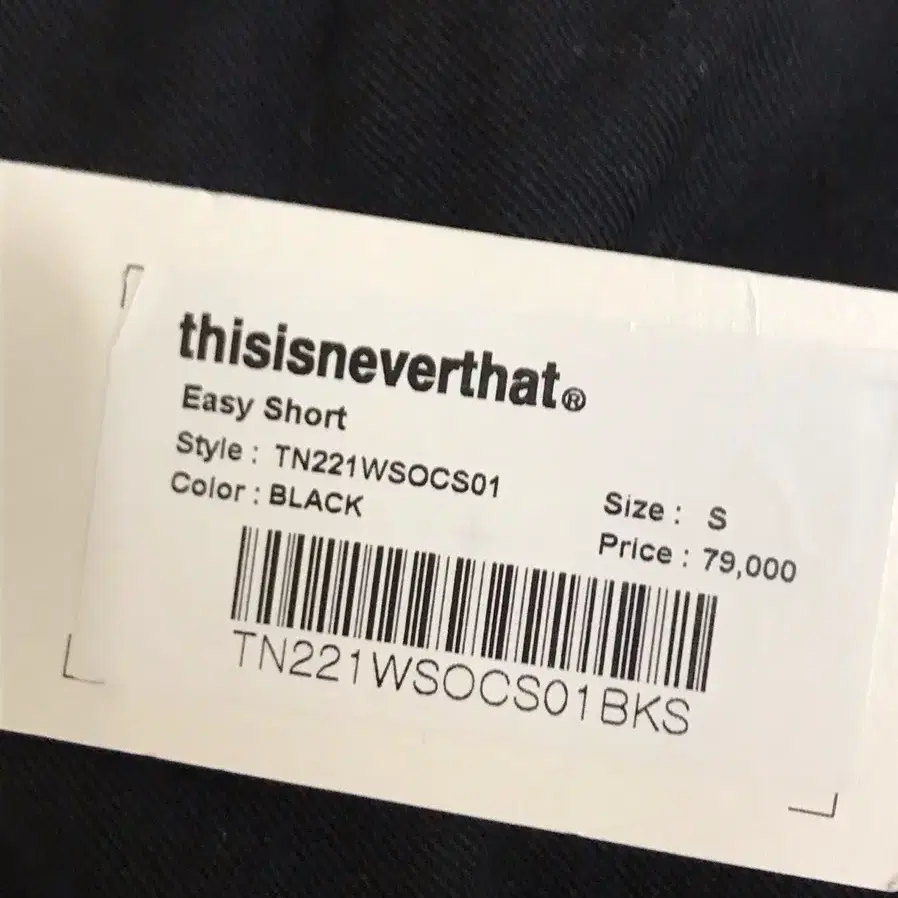 thisisneverthat®
Easy Short
Style : TN221WSOCS01
Color : BLACK
Size : S
Price : 79,000
TN221WSOCS01BKS